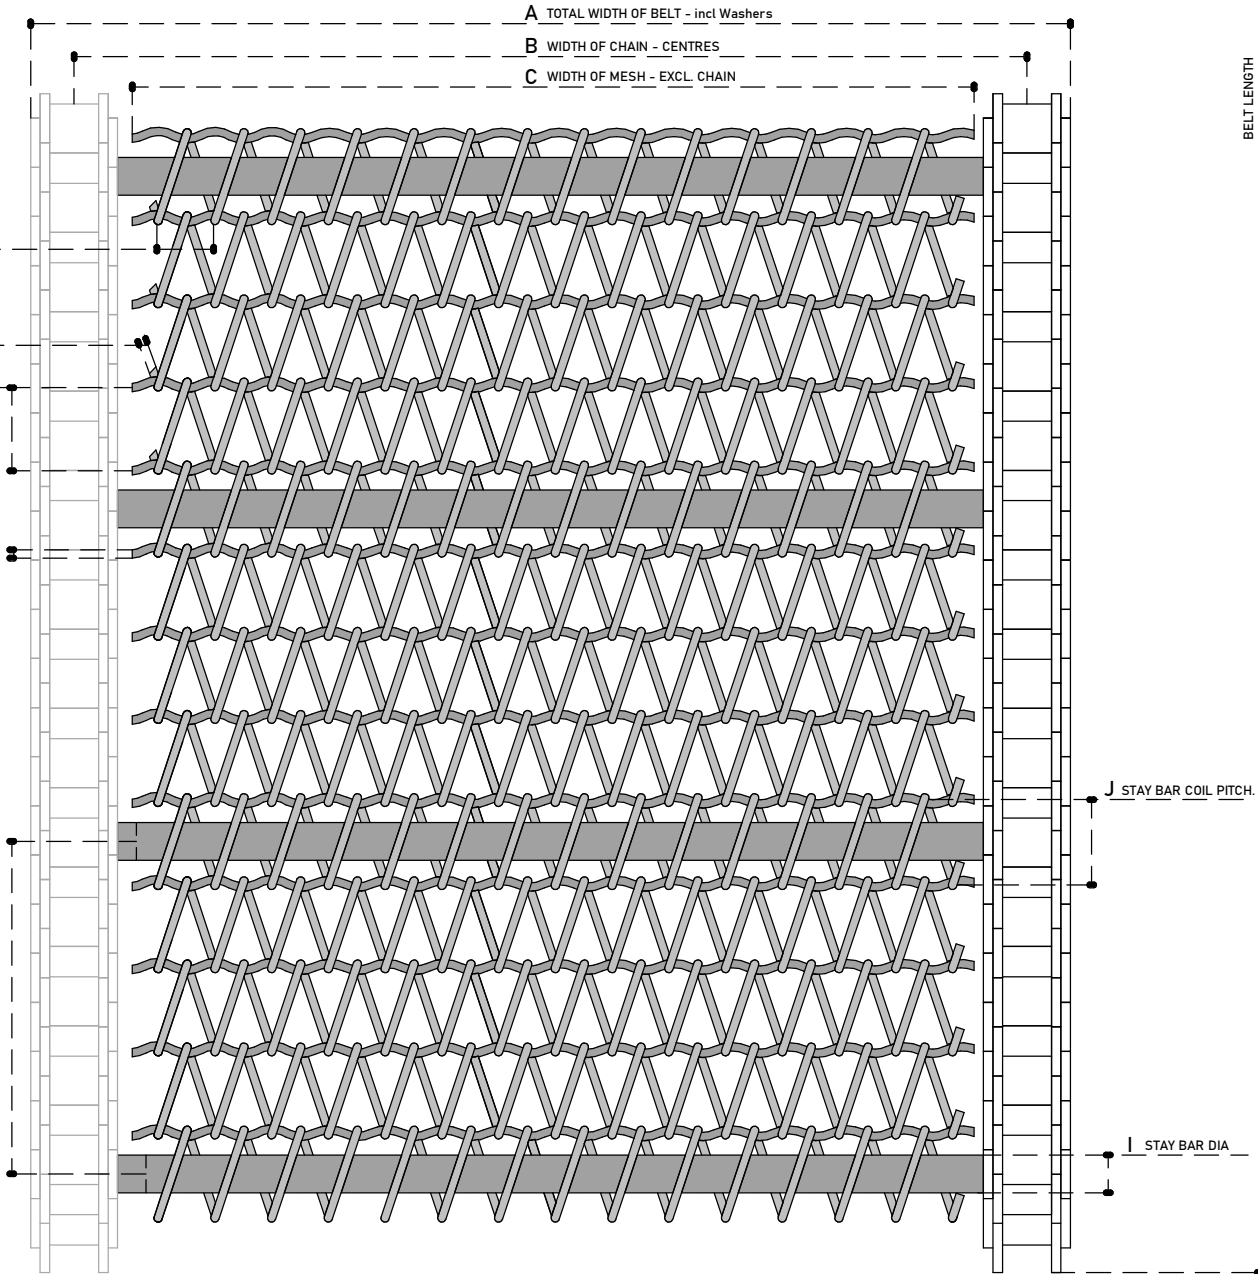 A TOTAL WIDTH OF BELT - incl Washers
B WIDTH OF CHAIN - CENTRES
C WIDTH OF MESH - EXCL. CHAIN
BELT LENGTH
J STAY BAR COIL PITCH.
I STAY BAR DIA